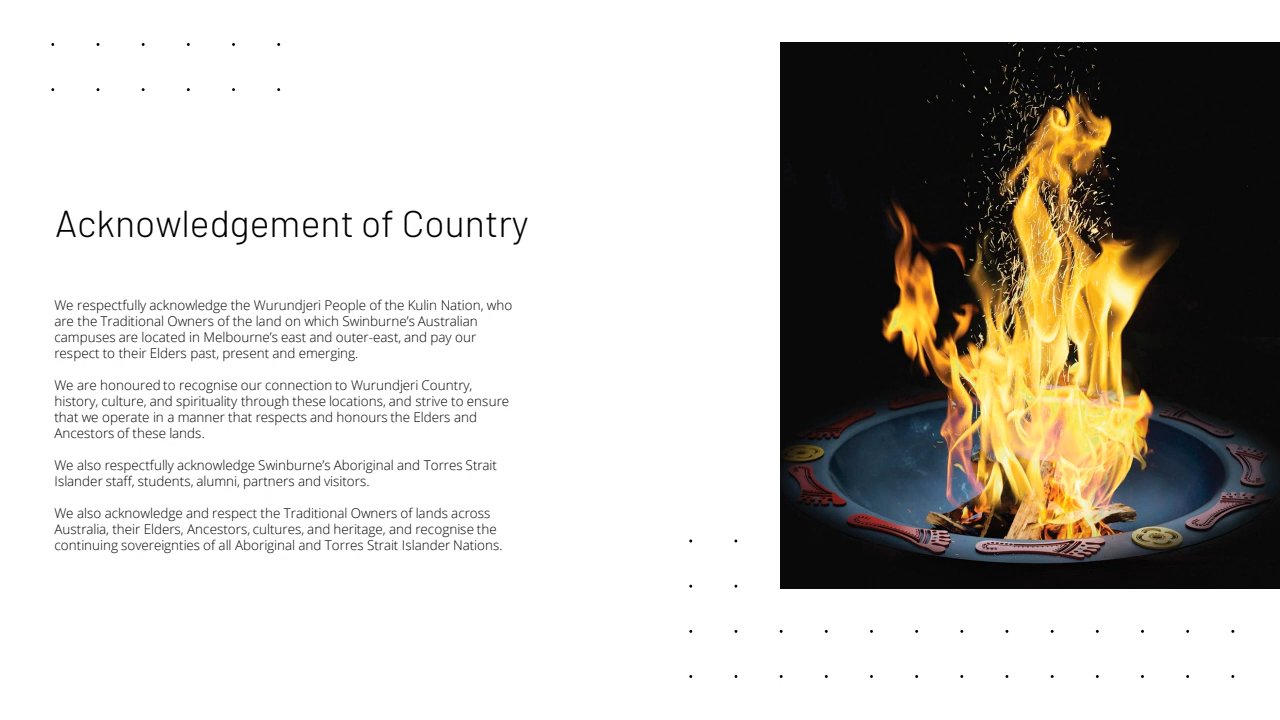 Acknowledgement of Country
We respectfully acknowledge the Wurundjeri People of the Kulin Nation, who
are the Traditional Owners of the land on which Swinburne’s Australian
campuses are located in Melbourne’s east and outer-east, and pay our
respect to their Elders past, present and emerging.
We are honoured to recognise our connection to Wurundjeri Country,
history, culture, and spirituality through these locations, and strive to ensure
that we operate in a manner that respects and honours the Elders and
Ancestors of these lands.
We also respectfully acknowledge Swinburne’s Aboriginal and Torres Strait
Islander staff, students, alumni, partners and visitors.
We also acknowledge and respect the Traditional Owners of lands across
Australia, their Elders, Ancestors, cultures, and heritage, and recognise the
continuing sovereignties of all Aboriginal and Torres Strait Islander Nations.